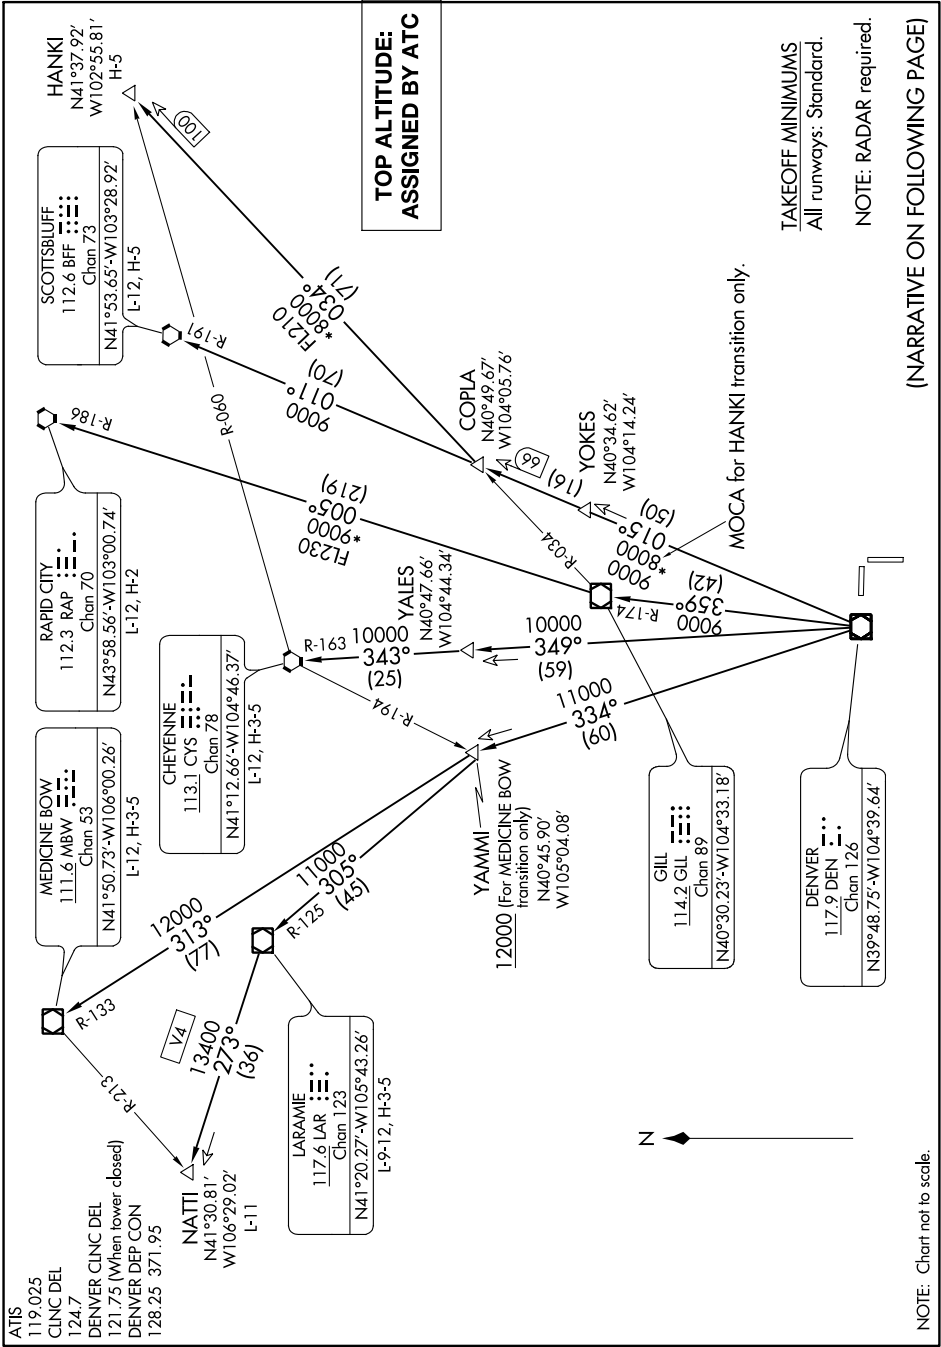 ATIS
119.025
CLNC DEL
124.7
DENVER CLNC DEL
121.75 (When tower closed)
DENVER DEP CON
128.25 371.95
MEDICINE BOW
111.6 MBW
Chan 53
N41°50.73′-W106°00.26′
L-12, H-3-5
RAPID CITY
112.3 RAP
Chan 70
N43°58.56′-W103°00.74′
L-12, H-2
SCOTTSBLUFF
112.6 BFF
Chan 73
N41°53.65′-W103°28.92′
L-12, H-5
HANKI
N41°37.92′
W102°55.81′
H-5
R-133
R-213
R-186
R-191
R-060
100
V4
13400
273°
(36)
NATTI
N41°30.81′
W106°29.02′
L-11
12000
313°
(77)
CHEYENNE
113.1 CYS
Chan 78
N41°12.66′-W104°46.37′
L-12, H-3-5
R-125
11000
305°
(45)
LARAMIE
117.6 LAR
Chan 123
N41°20.27′-W105°43.26′
L-9-12, H-3-5
R-163
R-194
10000
343°
(25)
YALES
N40°47.66′
W104°44.34′
FL230
*9000
005°
(219)
9000
011°
(70)
FL210
*8000
034°
(71)
TOP ALTITUDE:
ASSIGNED BY ATC
YAMMI
12000 (For MEDICINE BOW
transition only)
N40°45.90′
W105°04.08′
COPLA
N40°49.67′
W104°05.76′
66
(16)
YOKES
N40°34.62′
W104°14.24′
R-034
R-174
11000
334°
(60)
10000
349°
(59)
9000
359°
(42)
9000
*8000
015°
(50)
MOCA for HANKI transition only.
GILL
114.2 GLL
Chan 89
N40°30.23′-W104°33.18′
DENVER
117.9 DEN
Chan 126
N39°48.75′-W104°39.64′
N
TAKEOFF MINIMUMS
All runways: Standard.
NOTE: RADAR required.
(NARRATIVE ON FOLLOWING PAGE)
NOTE: Chart not to scale.